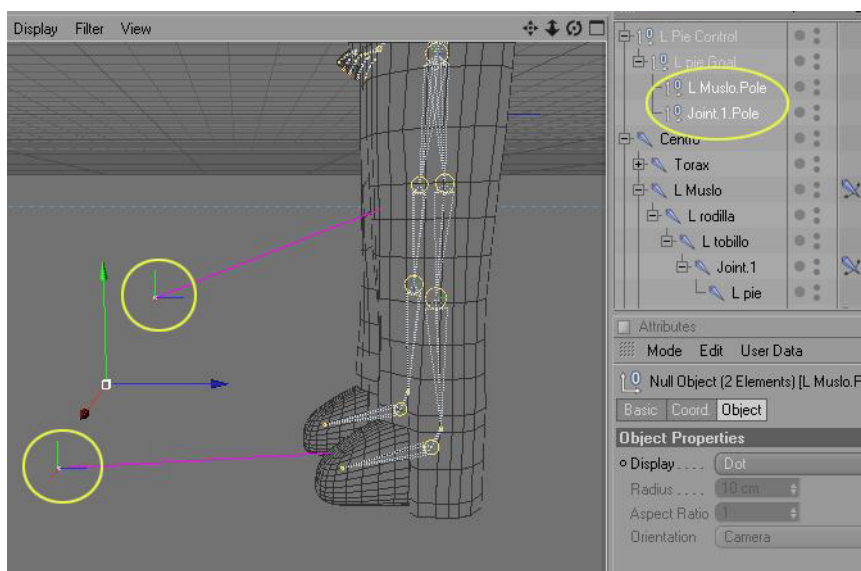 Display Filter View
L Pie Control
L pie Goal
L Muslo.Pole
Joint.1.Pole
Centro
Torax
L Muslo
L rodilla
L tobillo
Joint.1
L pie
Attributes
Mode Edit User Data
Null Object (2 Elements) [L Muslo.P
Basic Coord. Object
Object Properties
Display . . . . Dot
Radius . . . . 10 cm
Aspect Ratio 1
Orientation Camera